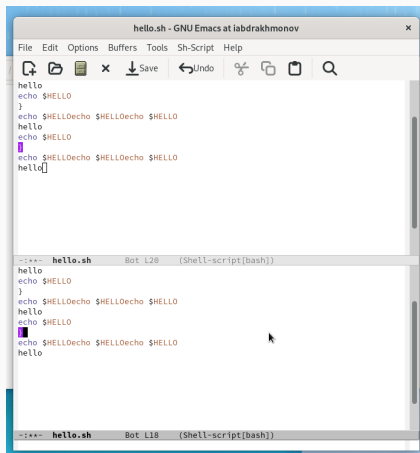 hello.sh - GNU Emacs at iabdrakhmonov
File Edit Options Buffers Tools Sh-Script Help
Save Undo
hello
echo $HELLO
}
echo $HELLOecho $HELLOecho $HELLO
hello
echo $HELLO
}
echo $HELLOecho $HELLOecho $HELLO
hello
-:**- hello.sh Bot L20 (Shell-script[bash])
hello
echo $HELLO
}
echo $HELLOecho $HELLOecho $HELLO
hello
echo $HELLO
}
echo $HELLOecho $HELLOecho $HELLO
hello
-:**- hello.sh Bot L18 (Shell-script[bash])